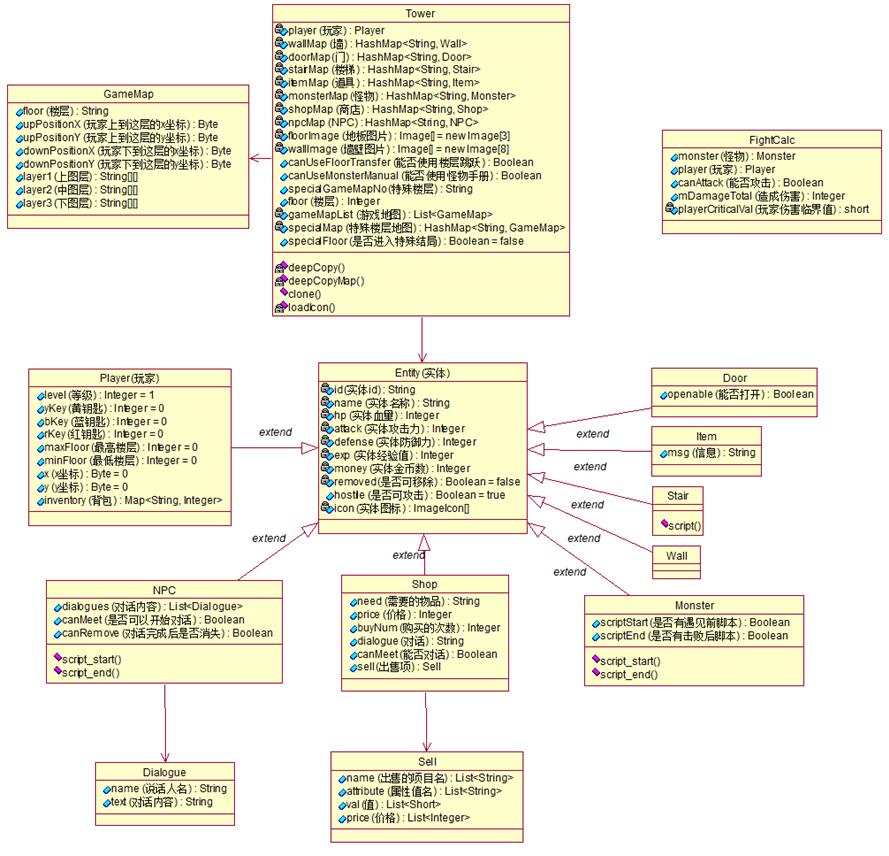 Tower
player (玩家) : Player
wallMap (墙) : HashMap<String, Wall>
doorMap(门) : HashMap<String, Door>
stairMap (楼梯) : HashMap<String, Stair>
itemMap (道具) : HashMap<String, Item>
monsterMap (怪物) : HashMap<String, Monster>
shopMap (商店) : HashMap<String, Shop>
npcMap (NPC) : HashMap<String, NPC>
floorImage (地板图片) : Image[] = new Image[3]
wallImage (墙壁图片) : Image[] = new Image[8]
canUseFloorTransfer (能否使用楼层跳跃) : Boolean
canUseMonsterManual (能否使用怪物手册) : Boolean
specialGameMapNo (特殊楼层) : String
floor (楼层) : Integer
gameMapList (游戏地图) : List<GameMap>
specialMap (特殊楼层地图) : HashMap<String, GameMap>
specialFloor (是否进入特殊结局) : Boolean = false
deepCopy()
deepCopyMap()
clone()
loadIcon()
GameMap
floor (楼层) : String
upPositionX (玩家上到这层的x坐标) : Byte
upPositionY (玩家上到这层的y坐标) : Byte
downPositionX (玩家下到这层的x坐标) : Byte
downPositionY (玩家下到这层的y坐标) : Byte
layer1 (上图层) : String[][]
layer2 (中图层) : String[][]
layer3 (下图层) : String[][]
FightCalc
monster (怪物) : Monster
player (玩家) : Player
canAttack (能否攻击) : Boolean
mDamageTotal (造成伤害) : Integer
playerCriticalVal (玩家伤害临界值) : short
Player(玩家)
level (等级) : Integer = 1
yKey (黄钥匙) : Integer = 0
bKey (蓝钥匙) : Integer = 0
rKey (红钥匙) : Integer = 0
maxFloor (最高楼层) : Integer = 0
minFloor (最低楼层) : Integer = 0
x (x坐标) : Byte = 0
y (y坐标) : Byte = 0
inventory (背包) : Map<String, Integer>
Entity(实体)
id (实体id) : String
name (实体名称) : String
hp (实体血量) : Integer
attack (实体攻击力) : Integer
defense (实体防御力) : Integer
exp (实体经验值) : Integer
money (实体金币数) : Integer
removed (是否可移除) : Boolean = false
hostile (是否可攻击) : Boolean = true
icon (实体图标) : ImageIcon[]
Door
openable (能否打开) : Boolean
Item
msg (信息) : String
Stair
script()
Wall
extend
extend
extend
extend
extend
extend
extend
extend
NPC
dialogues (对话内容) : List<Dialogue>
canMeet (是否可以开始对话) : Boolean
canRemove (对话完成后是否消失) : Boolean
script_start()
script_end()
Shop
need (需要的物品) : String
price (价格) : Integer
buyNum (购买的次数) : Integer
dialogue (对话) : String
canMeet (能否对话) : Boolean
sell (出售项) : Sell
Monster
scriptStart (是否有遇见前脚本) : Boolean
scriptEnd (是否有击败后脚本) : Boolean
script_start()
script_end()
Dialogue
name (说话人名) : String
text (对话内容) : String
Sell
name (出售的项目名) : List<String>
attribute (属性值名) : List<String>
val (值) : List<Short>
price (价格) : List<Integer>